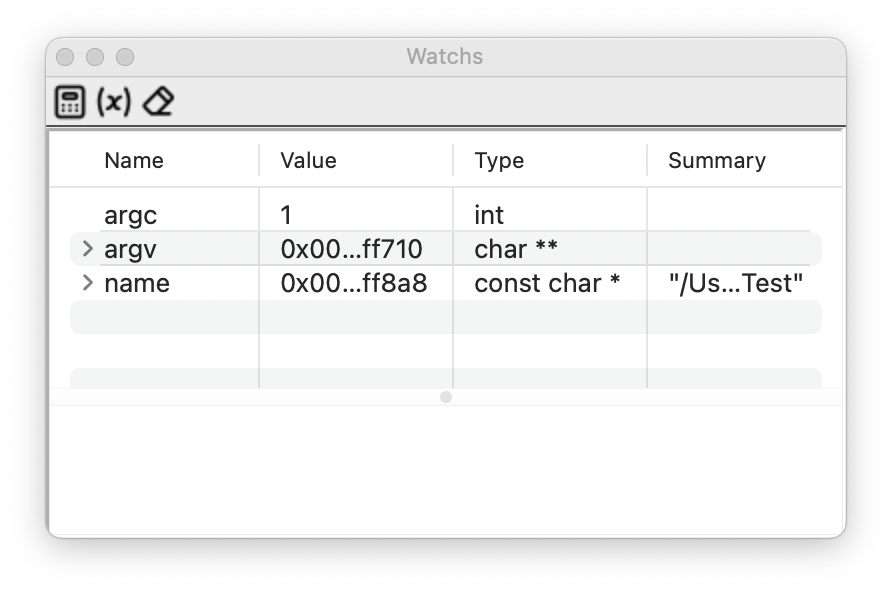 Watchs
(x)
Name Value Type Summary
argc 1 int
argv 0x00...ff710 char **
name 0x00...ff8a8 const char * "/Us...Test"